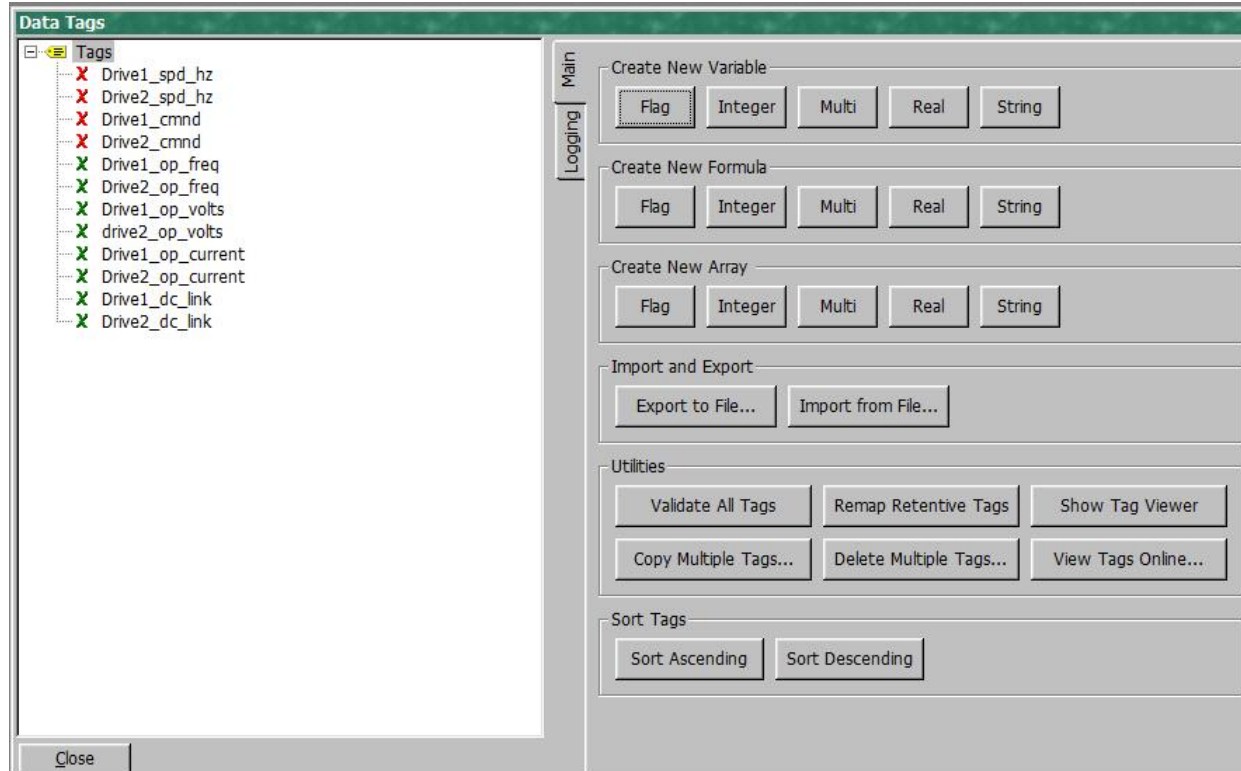 Data Tags
Tags
Drive1_spd_hz
Drive2_spd_hz
Drive1_cmnd
Drive2_cmnd
Drive1_op_freq
Drive2_op_freq
Drive1_op_volts
drive2_op_volts
Drive1_op_current
Drive2_op_current
Drive1_dc_link
Drive2_dc_link
Close
Main
Logging
Create New Variable
Flag Integer Multi Real String
Create New Formula
Flag Integer Multi Real String
Create New Array
Flag Integer Multi Real String
Import and Export
Export to File... Import from File...
Utilities
Validate All Tags Remap Retentive Tags Show Tag Viewer
Copy Multiple Tags... Delete Multiple Tags... View Tags Online...
Sort Tags
Sort Ascending Sort Descending